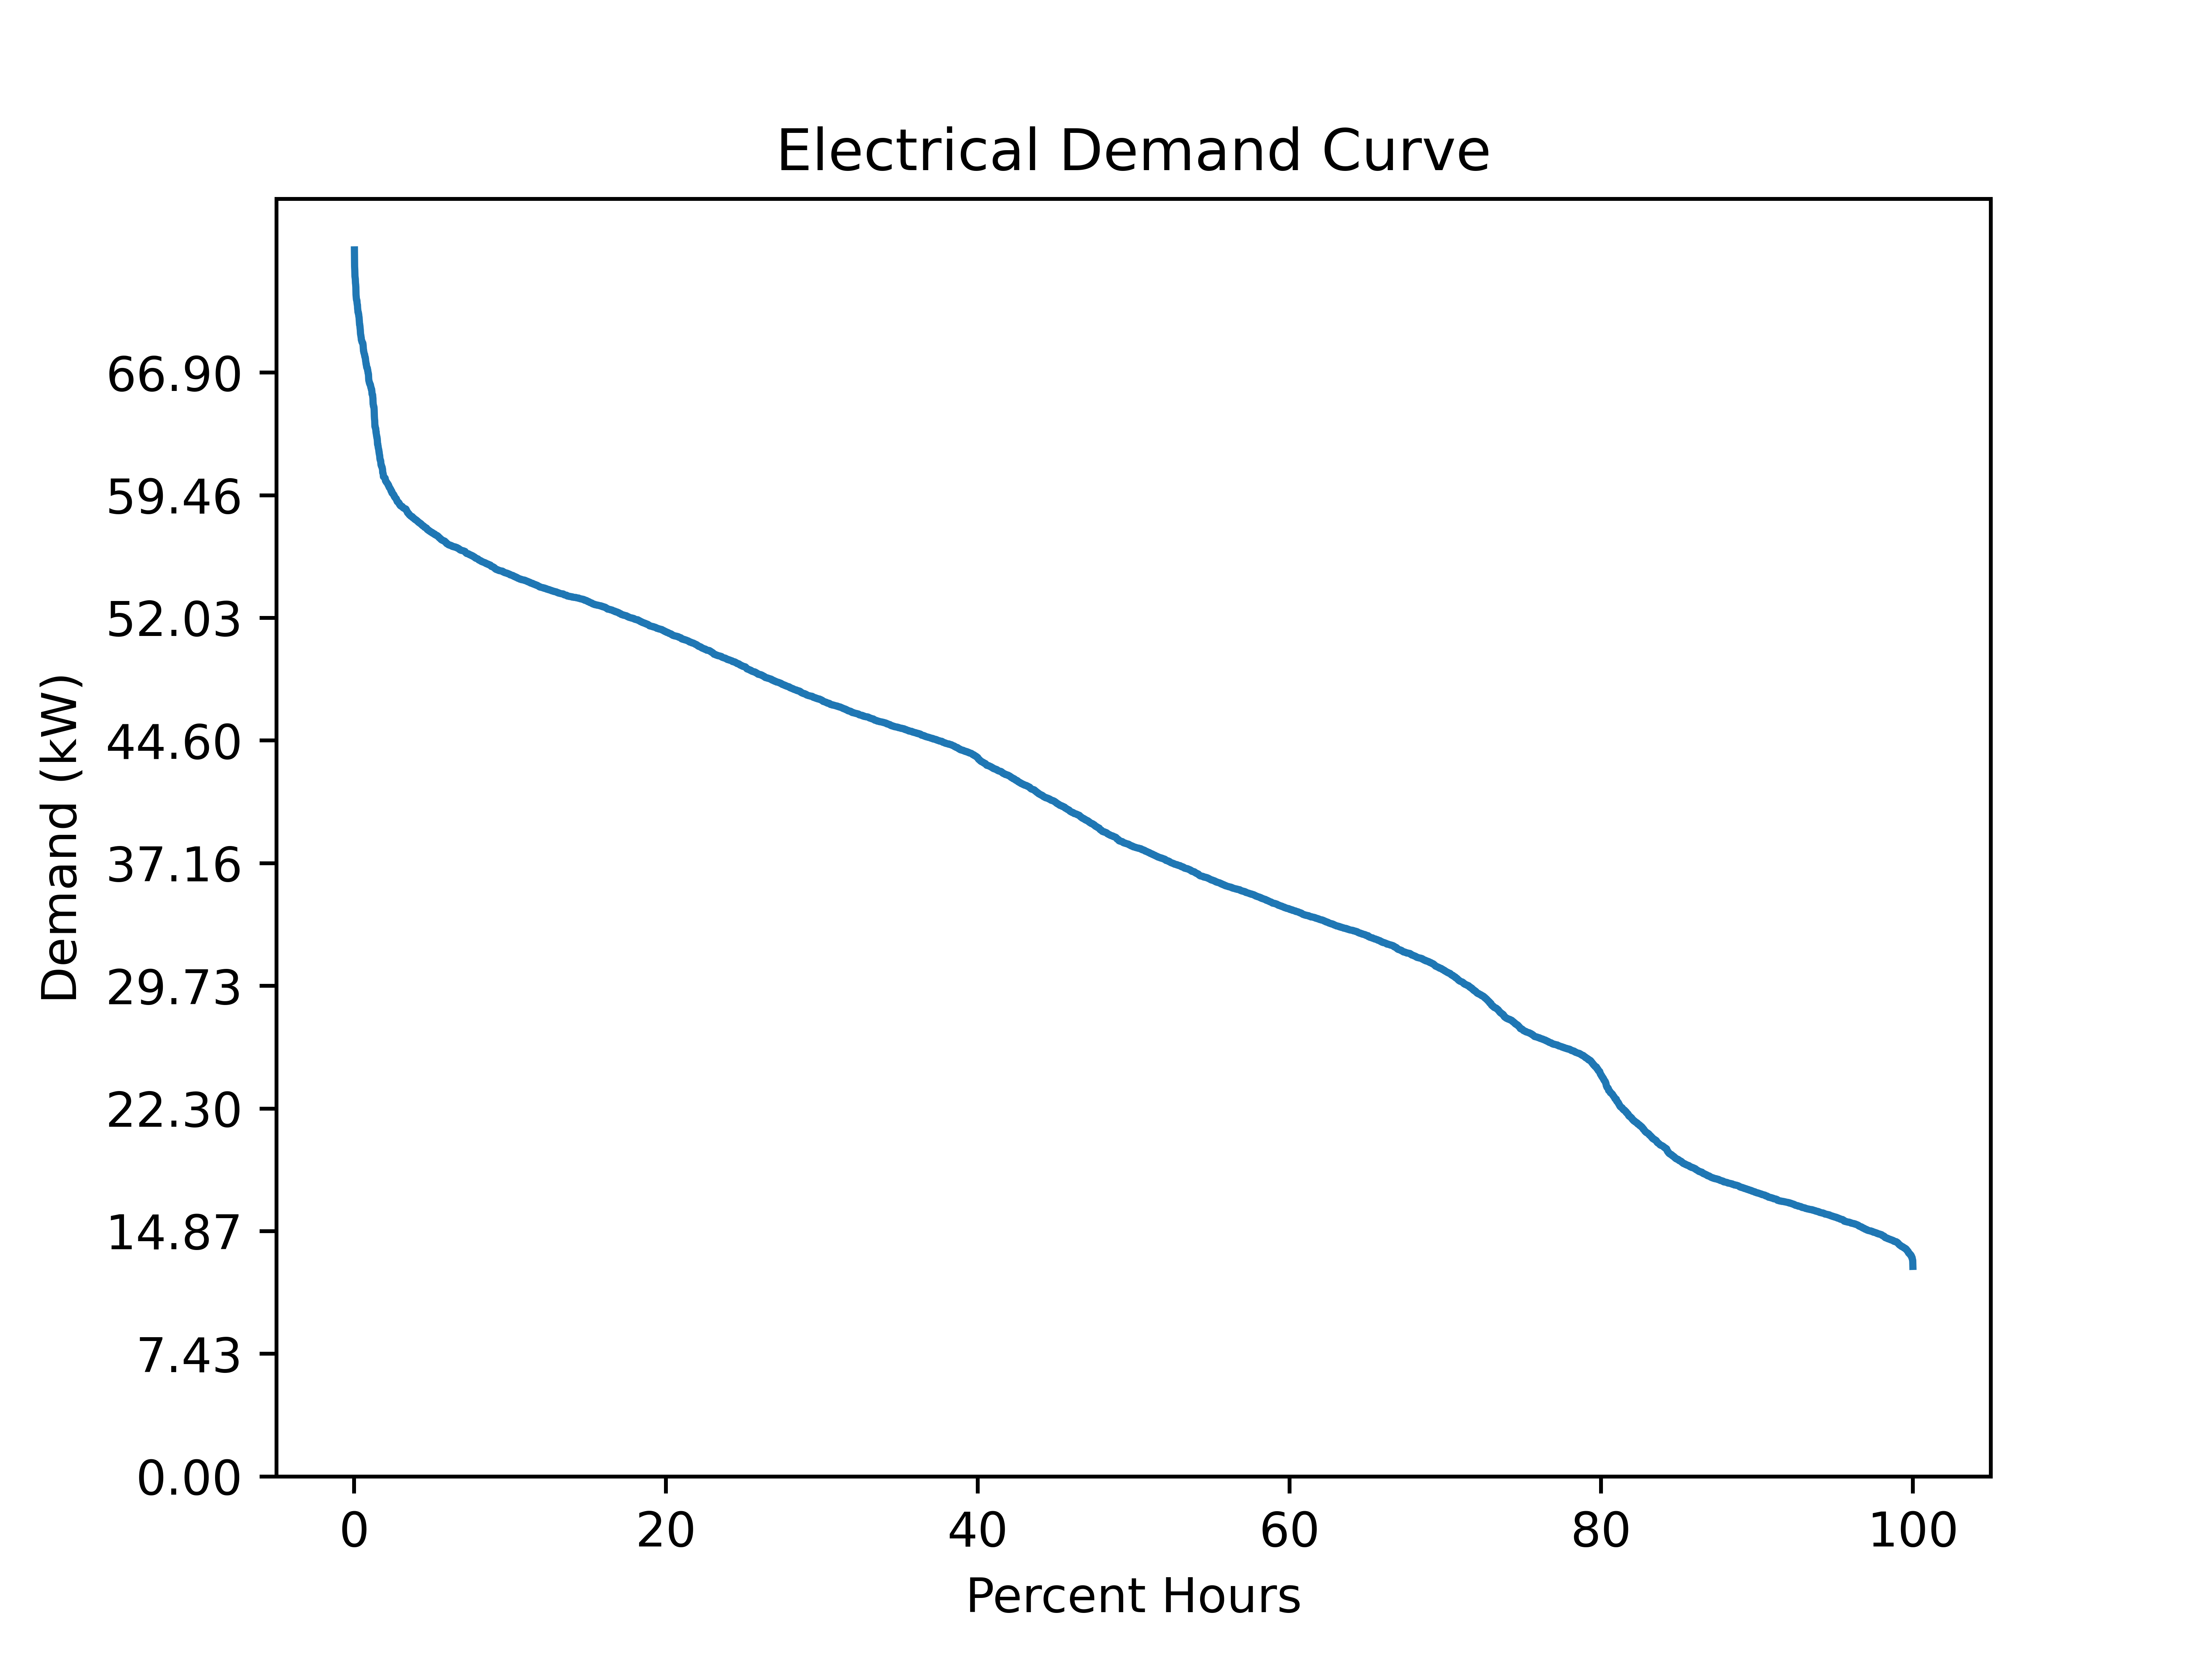 Electrical Demand Curve
Demand (kW)
66.90
59.46
52.03
44.60
37.16
29.73
22.30
14.87
7.43
0.00
0 20 40 60 80 100
Percent Hours